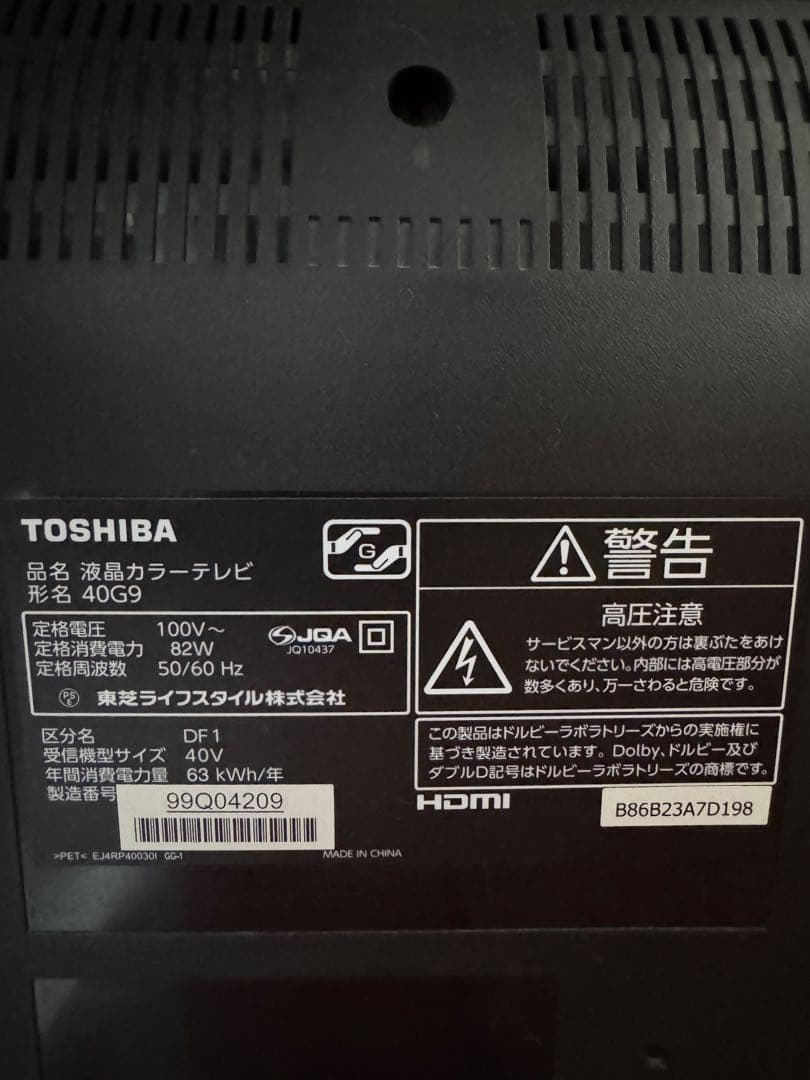 TOSHIBA
品名 液晶カラーテレビ
形名 40G9
G
定格電圧 100V～
定格消費電力 82W
定格周波数 50/60 Hz
JQA
JQ10437
PS
E
東芝ライフスタイル株式会社
区分名 DF1
受信機型サイズ 40V
年間消費電力量 63 kWh/年
製造番号
99Q04209
>PET< EJ4RP40030I GG-1
MADE IN CHINA
警告
高圧注意
サービスマン以外の方は裏ぶたをあけ
ないでください。内部には高電圧部分が
数多くあり、万一さわると危険です。
この製品はドルビーラボラトリーズからの実施権に
基づき製造されています。Dolby、ドルビー及び
ダブルD記号はドルビーラボラトリーズの商標です。
HDMI
B86B23A7D198